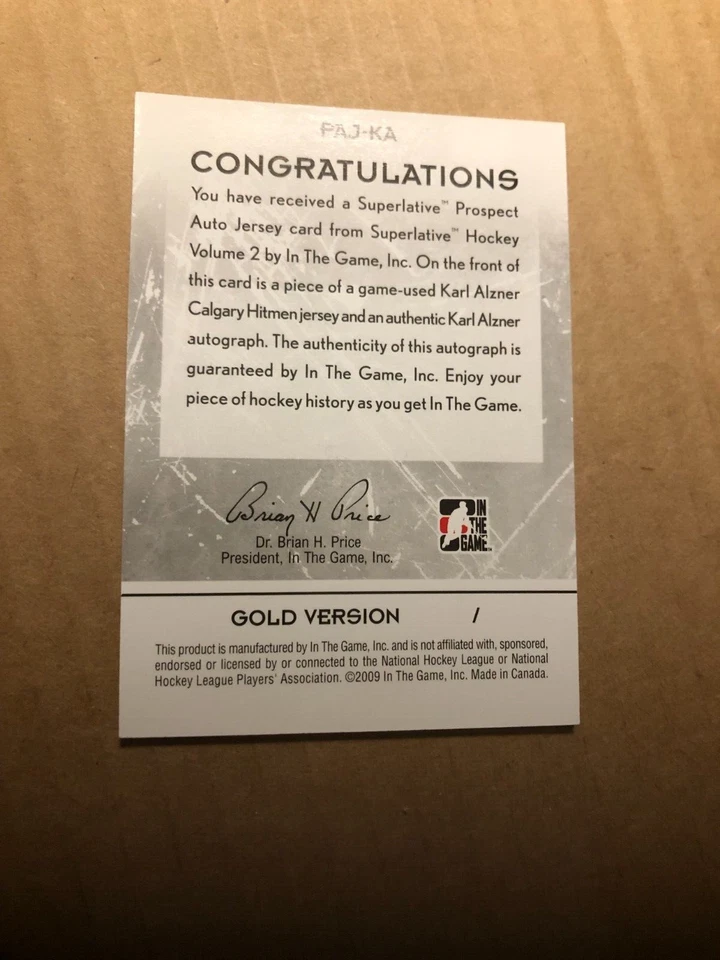 PAJ-KA
CONGRATULATIONS
You have received a Superlative™ Prospect
Auto Jersey card from Superlative™ Hockey
Volume 2 by In The Game, Inc. On the front of
this card is a piece of a game-used Karl Alzner
Calgary Hitmen jersey and an authentic Karl Alzner
autograph. The authenticity of this autograph is
guaranteed by In The Game, Inc. Enjoy your
piece of hockey history as you get In The Game.
Brian H Price
Dr. Brian H. Price
President, In The Game, Inc.
IN
THE
GAME™
GOLD VERSION /
This product is manufactured by In The Game, Inc. and is not affiliated with, sponsored,
endorsed or licensed by or connected to the National Hockey League or National
Hockey League Players' Association. ©2009 In The Game, Inc. Made in Canada.